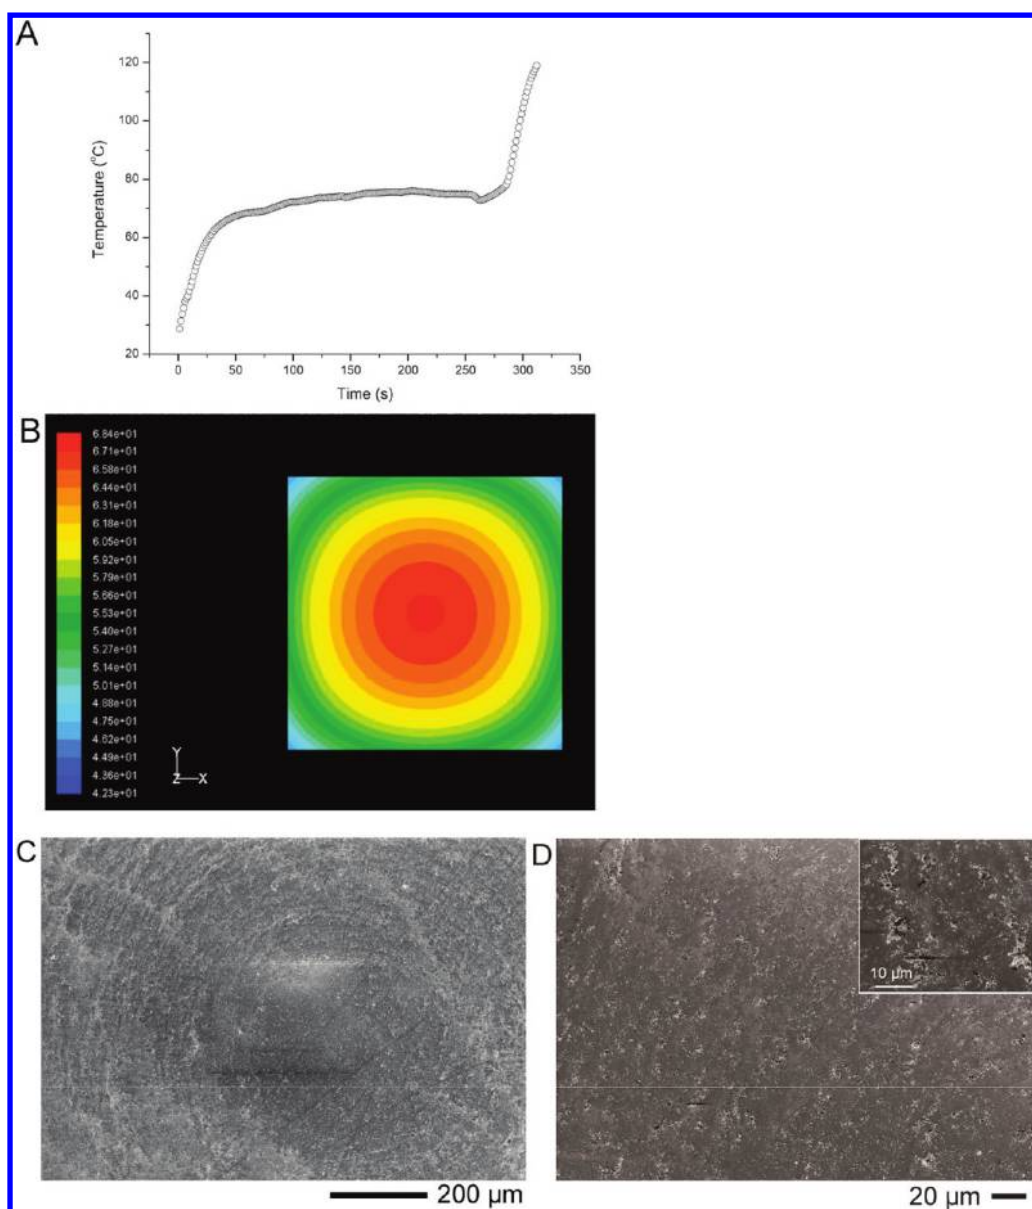 A
120
100
80
60
40
20
Temperature (°C)
0 50 100 150 200 250 300 350
Time (s)
B
6.84e+01
6.71e+01
6.58e+01
6.44e+01
6.31e+01
6.18e+01
6.05e+01
5.92e+01
5.79e+01
5.66e+01
5.53e+01
5.40e+01
5.27e+01
5.14e+01
5.01e+01
4.88e+01
4.75e+01
4.62e+01
4.49e+01
4.36e+01
4.23e+01
Y
Z X
C
200 µm
D
10 µm
20 µm